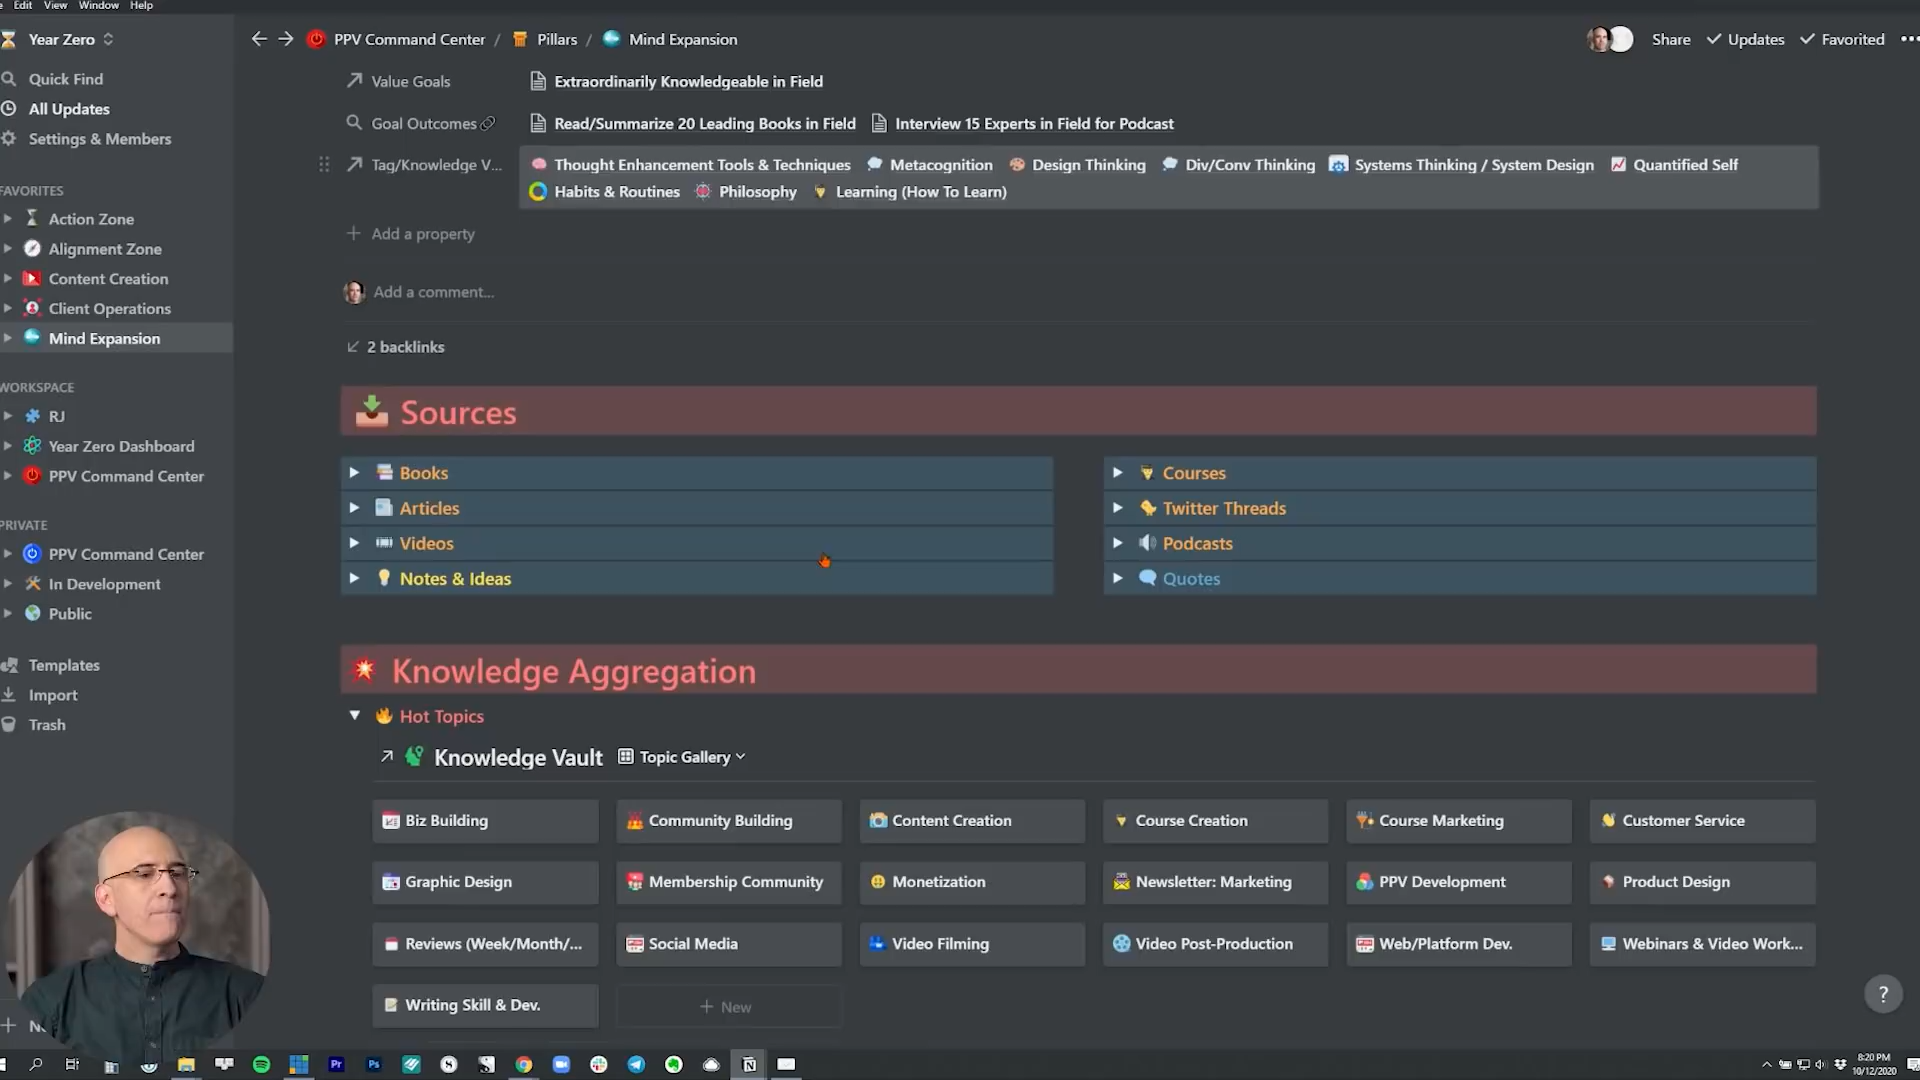 Edit View Window Help
Year Zero
PPV Command Center / Pillars / Mind Expansion
Share Updates Favorited
Quick Find
All Updates
Settings & Members
FAVORITES
Action Zone
Alignment Zone
Content Creation
Client Operations
Mind Expansion
WORKSPACE
RJ
Year Zero Dashboard
PPV Command Center
PRIVATE
PPV Command Center
In Development
Public
Templates
Import
Trash
Value Goals Extraordinarily Knowledgeable in Field
Goal Outcomes Read/Summarize 20 Leading Books in Field Interview 15 Experts in Field for Podcast
Tag/Knowledge V... Thought Enhancement Tools & Techniques Metacognition Design Thinking Div/Conv Thinking Systems Thinking / System Design Quantified Self
Habits & Routines Philosophy Learning (How To Learn)
Add a property
Add a comment...
2 backlinks
Sources
Books Courses
Articles Twitter Threads
Videos Podcasts
Notes & Ideas Quotes
Knowledge Aggregation
Hot Topics
Knowledge Vault Topic Gallery
Biz Building Community Building Content Creation Course Creation Course Marketing Customer Service
Graphic Design Membership Community Monetization Newsletter: Marketing PPV Development Product Design
Reviews (Week/Month/... Social Media Video Filming Video Post-Production Web/Platform Dev. Webinars & Video Work...
Writing Skill & Dev. + New
?
Pr Ps
8:20 PM
10/12/2020